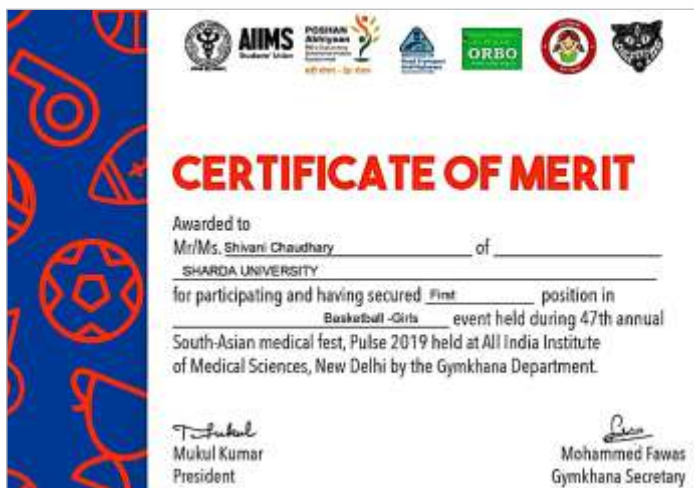 AIIMS
Students' Union
POSHAN
Abhiyaan
सही पोषण - देश रोशन
ORBO
CERTIFICATE OF MERIT
Awarded to
Mr/Ms. Shivani Chaudhary of
SHARDA UNIVERSITY
for participating and having secured First position in
Basketball -Girls event held during 47th annual
South-Asian medical fest, Pulse 2019 held at All India Institute
of Medical Sciences, New Delhi by the Gymkhana Department.
Mukul Kumar
President
Mohammed Fawas
Gymkhana Secretary